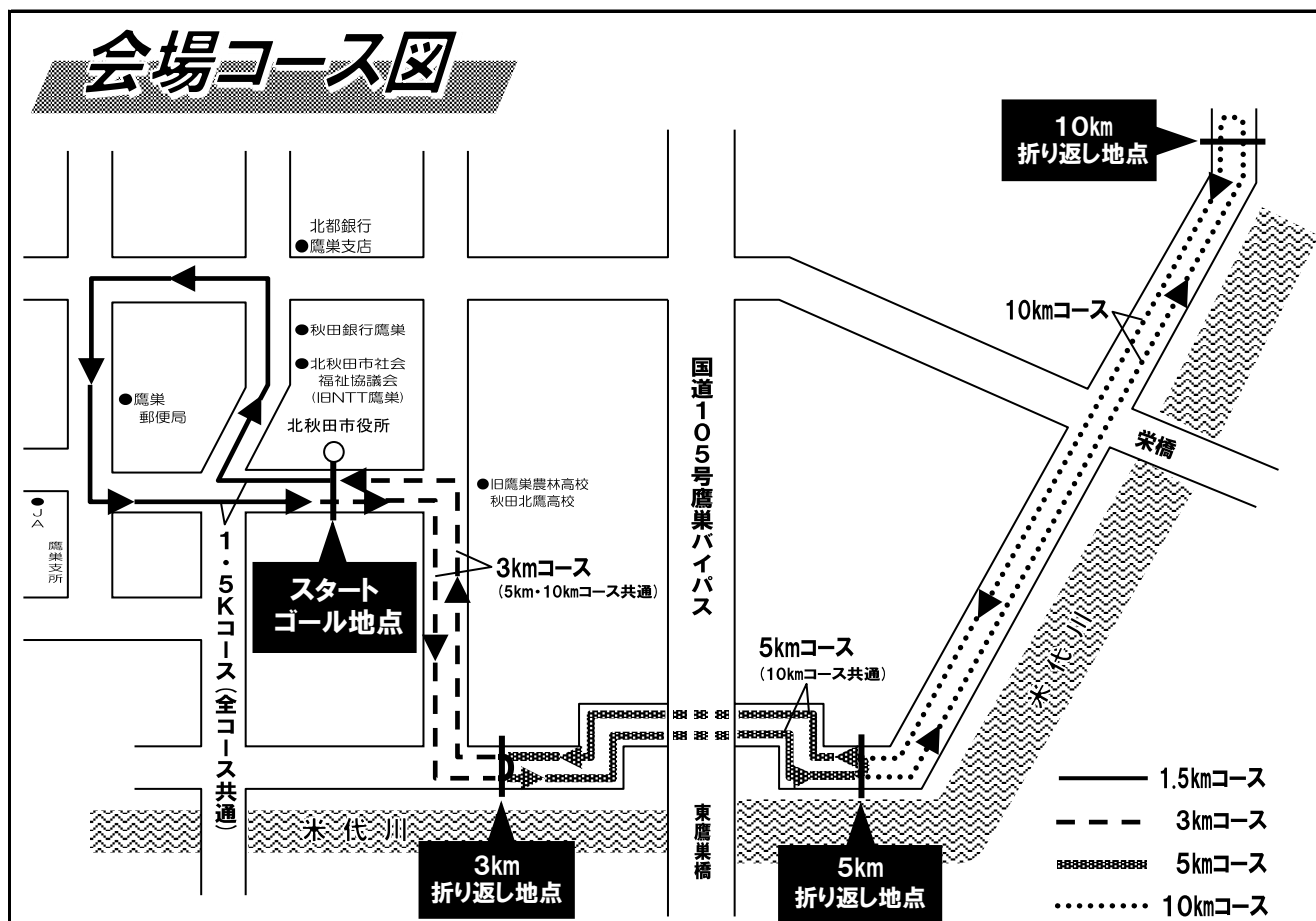 会場コース図
10km
折り返し地点
北都銀行
●鷹巣支店
10kmコース
●秋田銀行鷹巣
●北秋田市社会
福祉協議会
(旧NTT鷹巣)
●鷹巣
郵便局
北秋田市役所
国道105号鷹巣バイパス
栄橋
●旧鷹巣農林高校
秋田北鷹高校
●JA
鷹巣支所
1・5Kコース(全コース共通)
スタート
ゴール地点
3kmコース
(5km・10kmコース共通)
5kmコース
(10kmコース共通)
米代川
米代川
東鷹巣橋
3km
折り返し地点
5km
折り返し地点
1.5kmコース
3kmコース
5kmコース
10kmコース